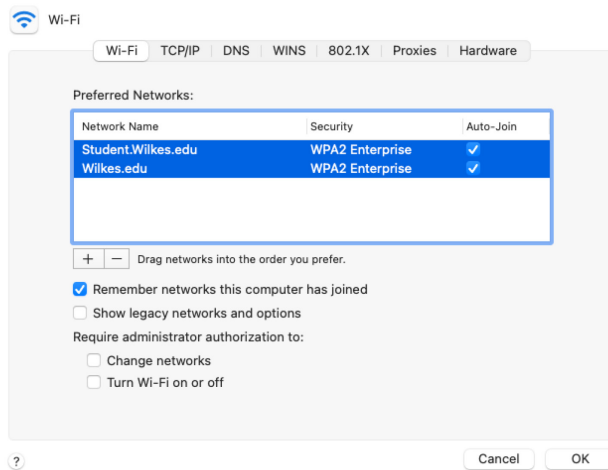 Wi-Fi
Wi-Fi TCP/IP DNS WINS 802.1X Proxies Hardware
Preferred Networks:
Network Name Security Auto-Join
Student.Wilkes.edu WPA2 Enterprise
Wilkes.edu WPA2 Enterprise
+ − Drag networks into the order you prefer.
Remember networks this computer has joined
Show legacy networks and options
Require administrator authorization to:
Change networks
Turn Wi-Fi on or off
? Cancel OK